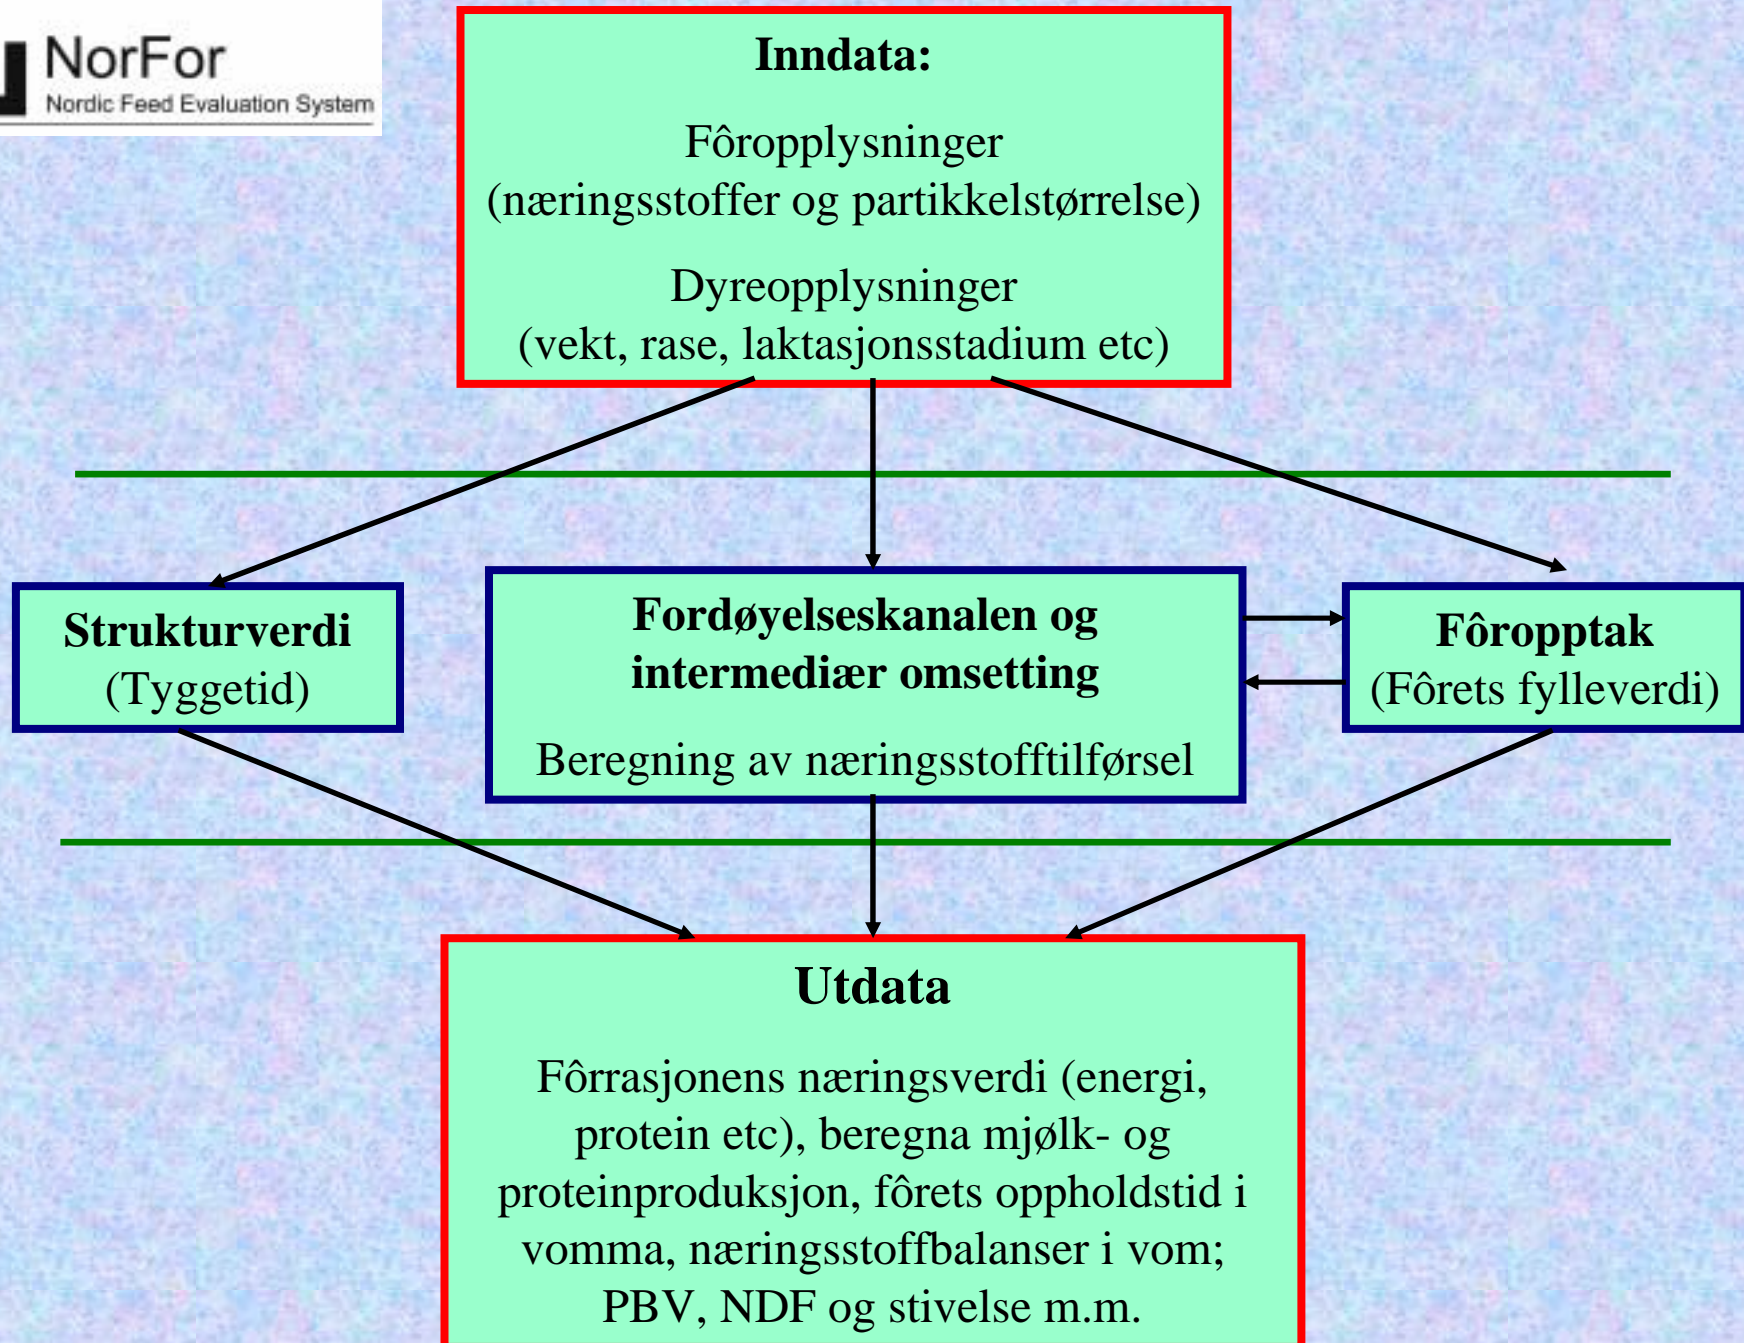 NorFor
Nordic Feed Evaluation System
Inndata:
Fôropplysninger
(næringsstoffer og partikkelstørrelse)
Dyreopplysninger
(vekt, rase, laktasjonsstadium etc)
Strukturverdi
(Tyggetid)
Fordøyelseskanalen og
intermediær omsetting
Beregning av næringsstofftilførsel
Fôropptak
(Fôrets fylleverdi)
Utdata
Fôrrasjonens næringsverdi (energi,
protein etc), beregna mjølk- og
proteinproduksjon, fôrets oppholdstid i
vomma, næringsstoffbalanser i vom;
PBV, NDF og stivelse m.m.